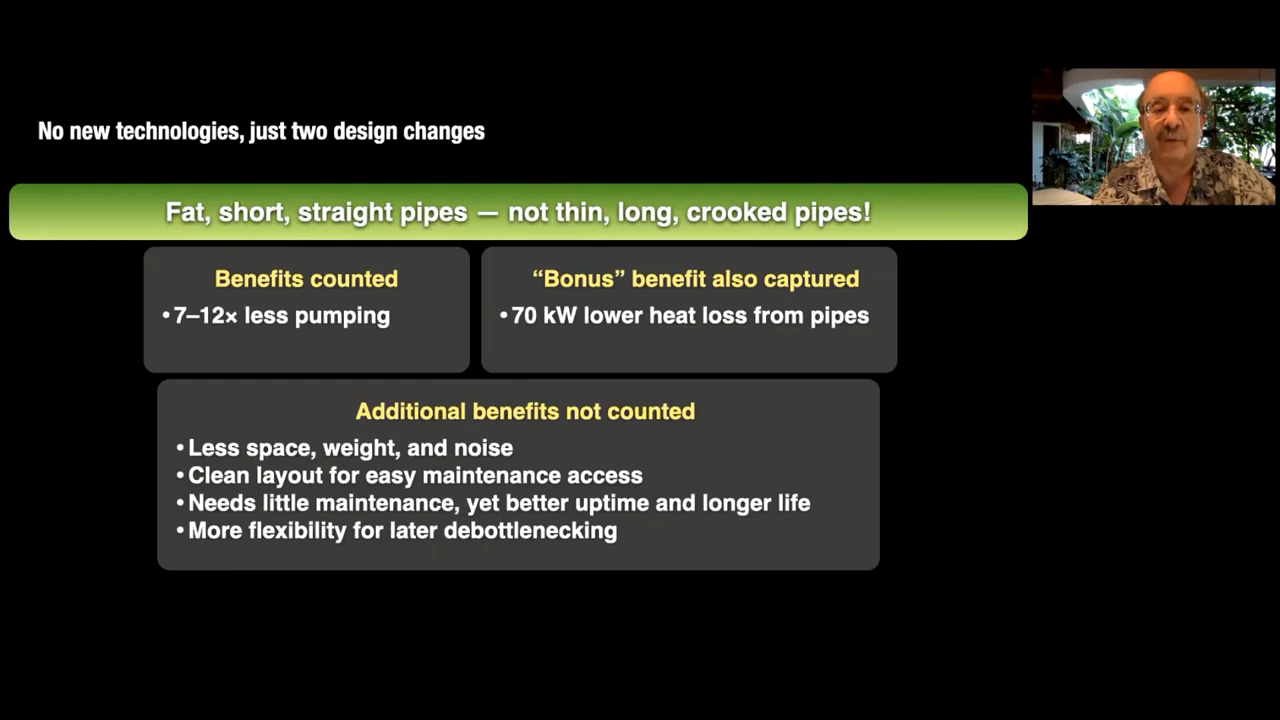 No new technologies, just two design changes
Fat, short, straight pipes — not thin, long, crooked pipes!
Benefits counted
•7–12× less pumping
“Bonus” benefit also captured
•70 kW lower heat loss from pipes
Additional benefits not counted
•Less space, weight, and noise
•Clean layout for easy maintenance access
•Needs little maintenance, yet better uptime and longer life
•More flexibility for later debottlenecking